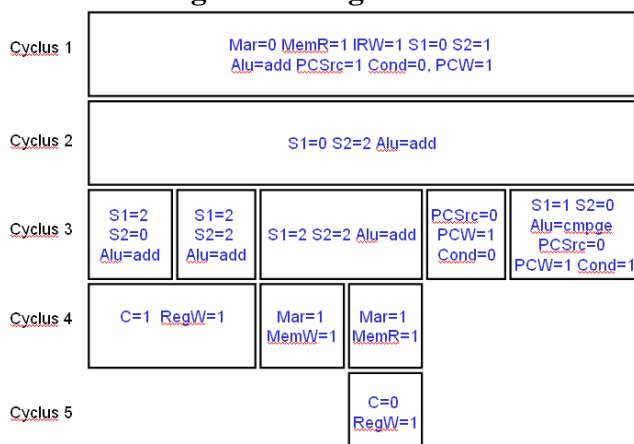 Cyclus 1
Mar=0 MemR=1 IRW=1 S1=0 S2=1
Alu=add PCSrc=1 Cond=0, PCW=1
Cyclus 2
S1=0 S2=2 Alu=add
Cyclus 3
S1=2
S2=0
Alu=add
S1=2
S2=2
Alu=add
S1=2 S2=2 Alu=add
PCSrc=0
PCW=1
Cond=0
S1=1 S2=0
Alu=cmpge
PCSrc=0
PCW=1 Cond=1
Cyclus 4
C=1 RegW=1
Mar=1
MemW=1
Mar=1
MemR=1
Cyclus 5
C=0
RegW=1